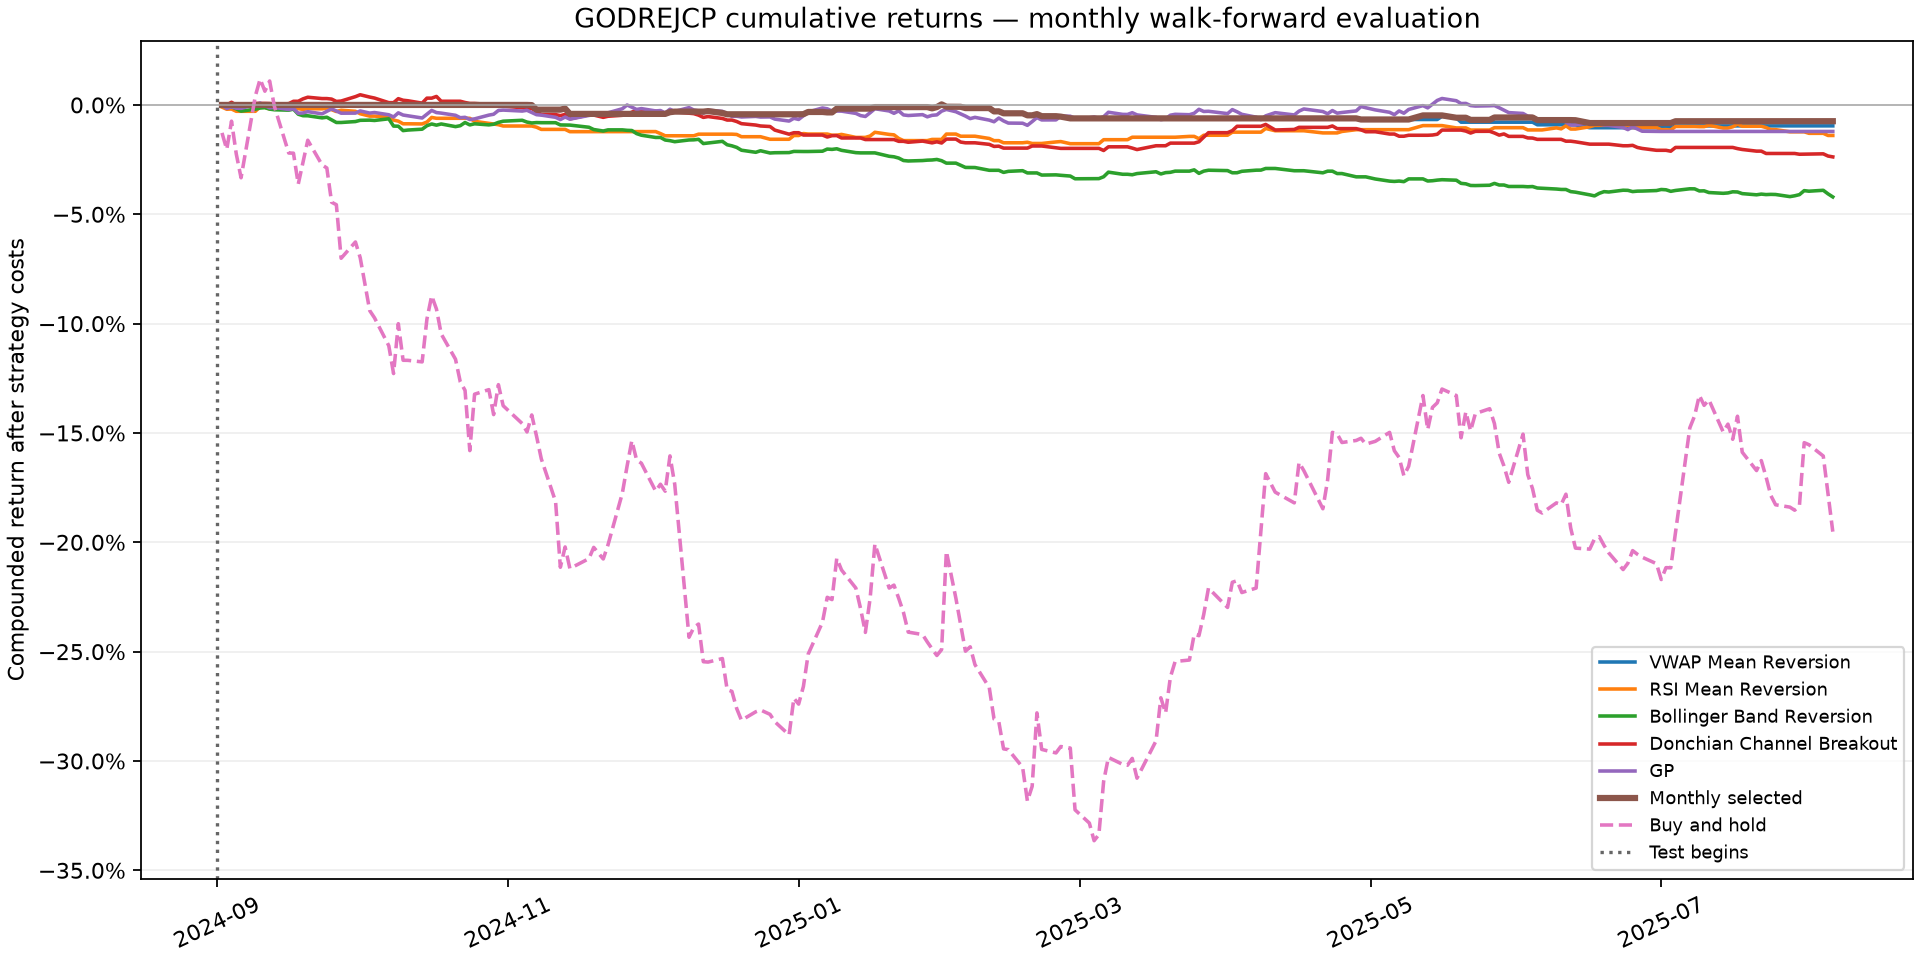 GODREJCP cumulative returns — monthly walk-forward evaluation
Compounded return after strategy costs
0.0%
−5.0%
−10.0%
−15.0%
−20.0%
−25.0%
−30.0%
−35.0%
VWAP Mean Reversion
RSI Mean Reversion
Bollinger Band Reversion
Donchian Channel Breakout
GP
Monthly selected
Buy and hold
Test begins
2024-09
2024-11
2025-01
2025-03
2025-05
2025-07